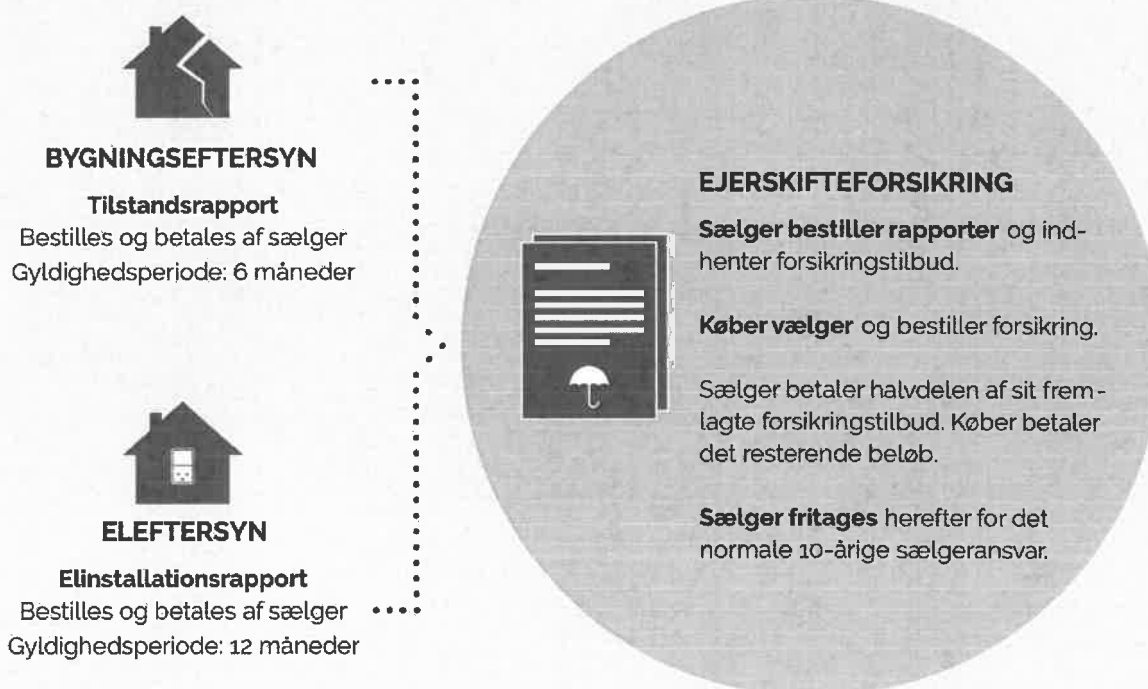 BYGNINGSEFTERSYN
Tilstandsrapport
Bestilles og betales af sælger
Gyldighedsperiode: 6 måneder
ELEFTERSYN
Elinstallationsrapport
Bestilles og betales af sælger
Gyldighedsperiode: 12 måneder
EJERSKIFTEFORSIKRING
Sælger bestiller rapporter og ind-
henter forsikringstilbud.
Køber vælger og bestiller forsikring.
Sælger betaler halvdelen af sit frem-
lagte forsikringstilbud. Køber betaler
det resterende beløb.
Sælger fritages herefter for det
normale 10-årige sælgeransvar.